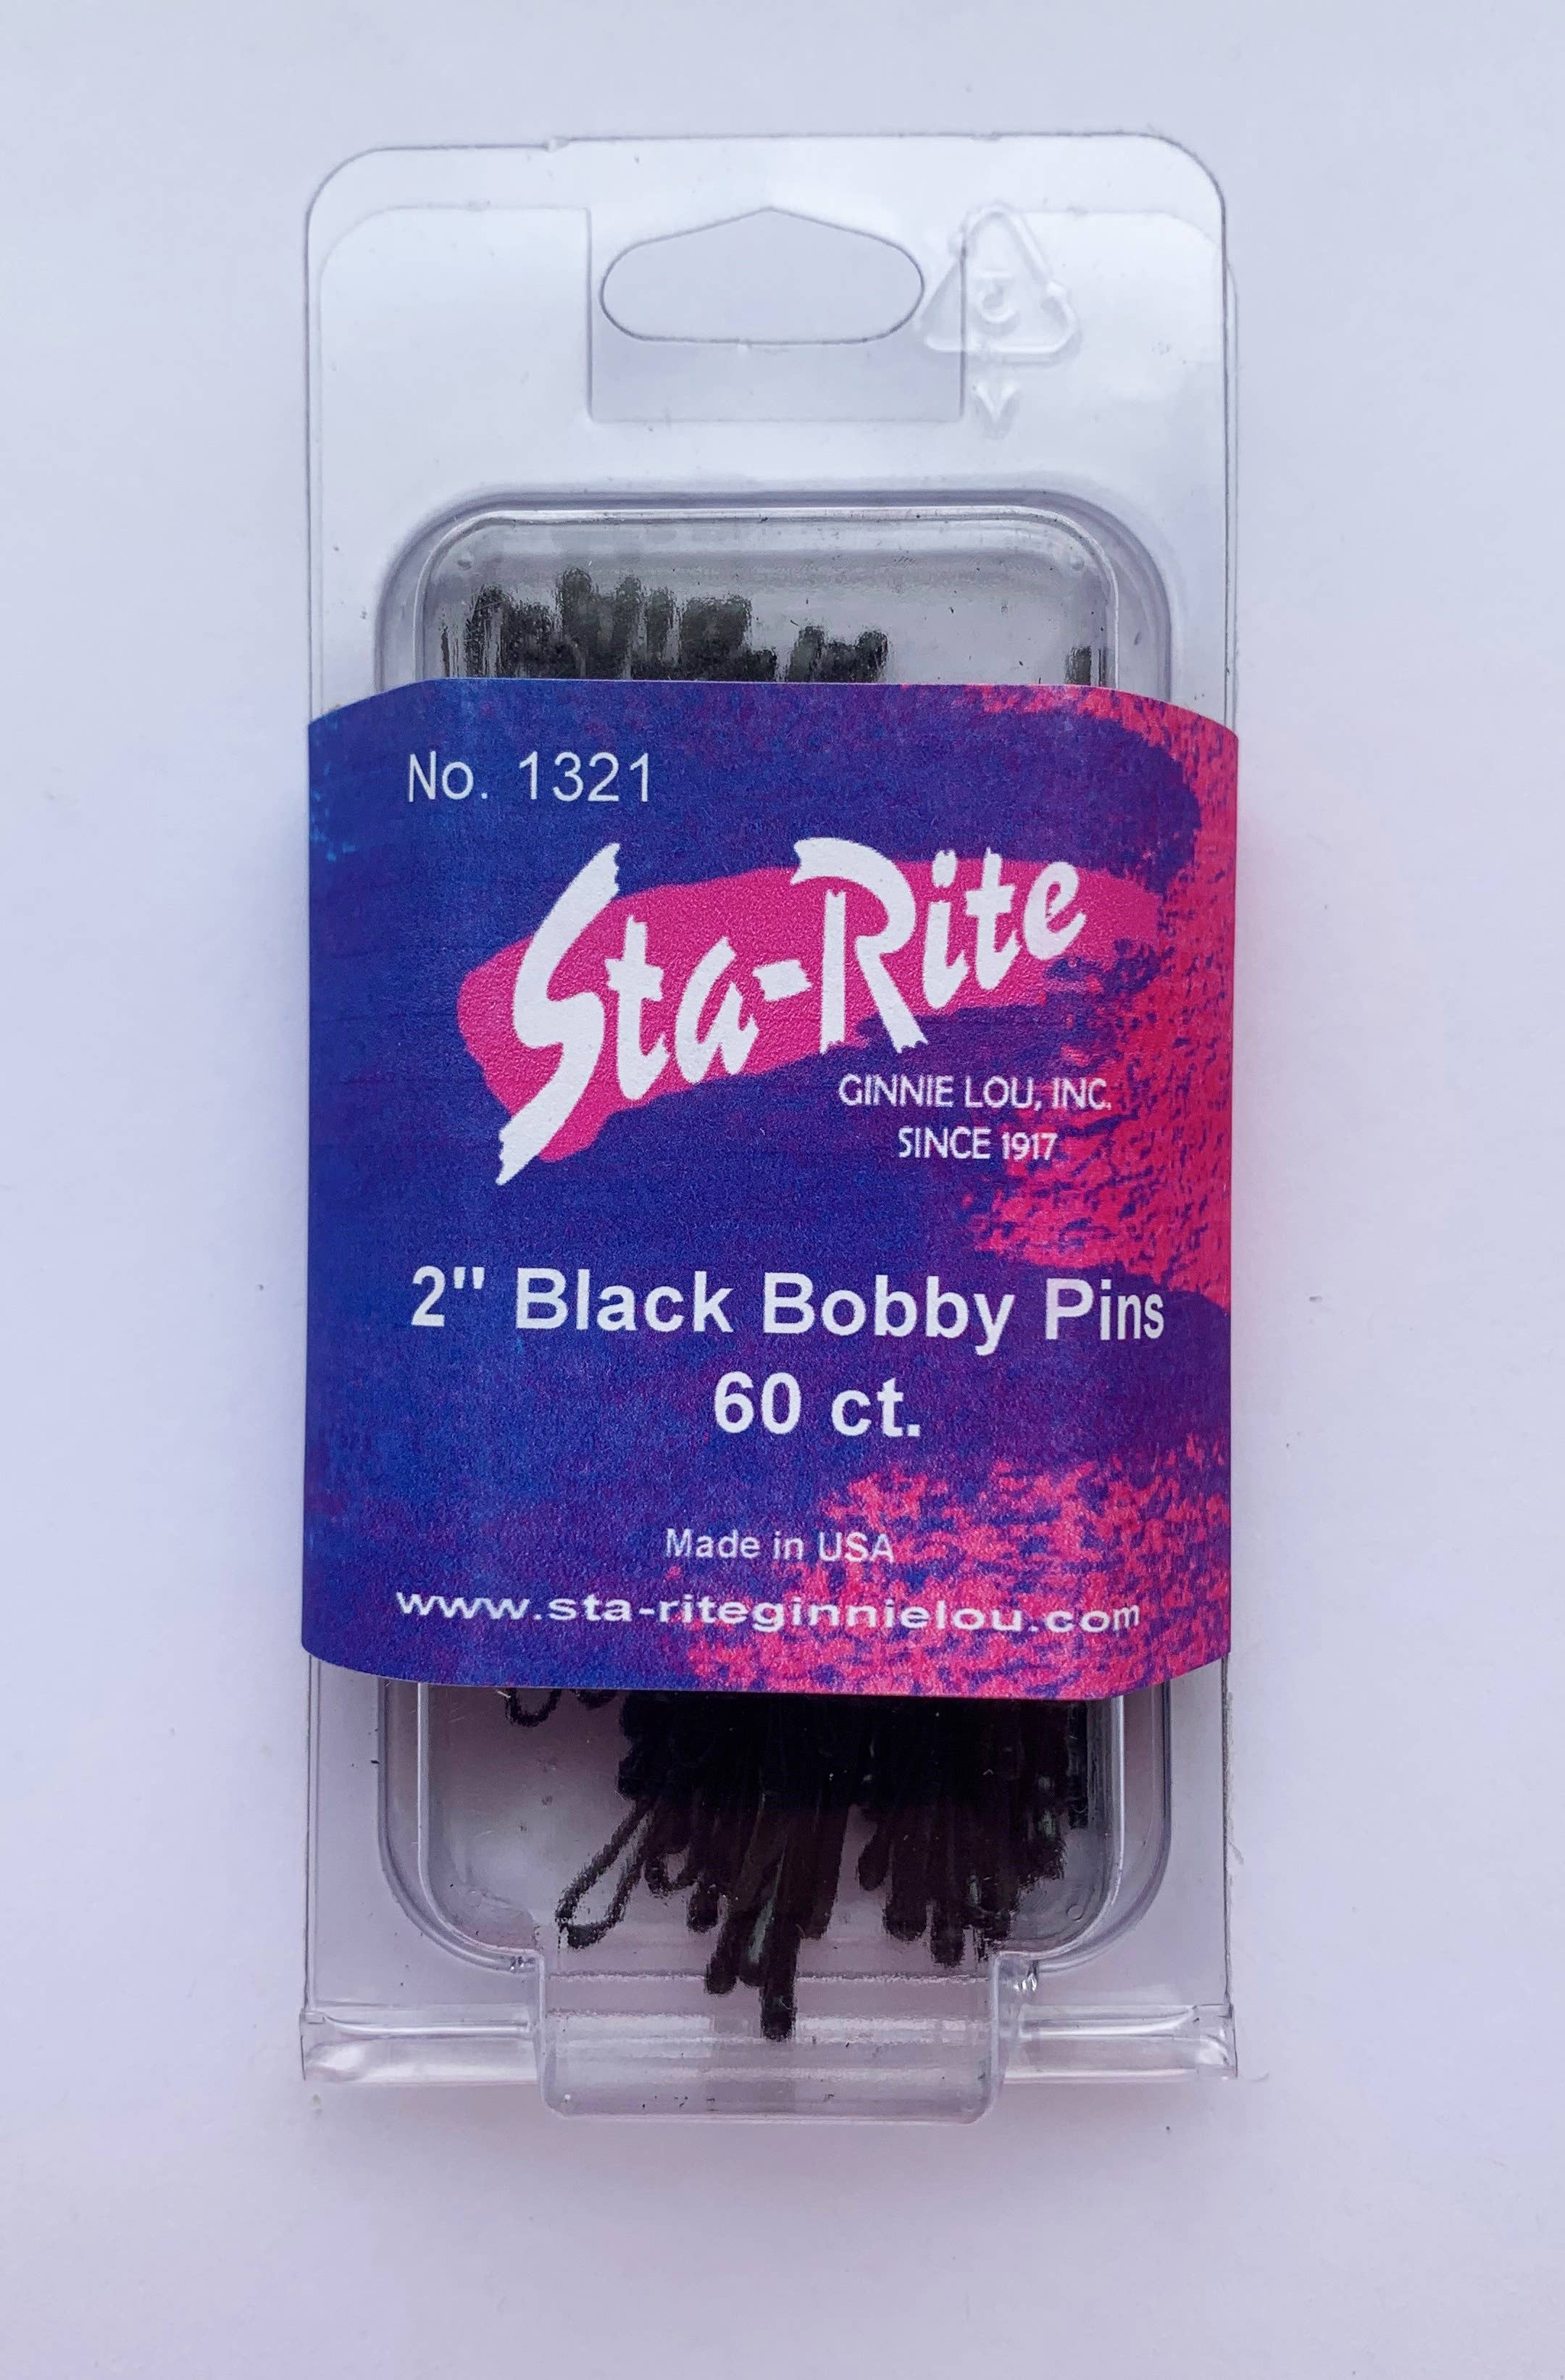 No. 1321
Sta-Rite
GINNIE LOU, INC.
SINCE 1917
2" Black Bobby Pins
60 ct.
Made in USA
www.sta-riteginnielou.com